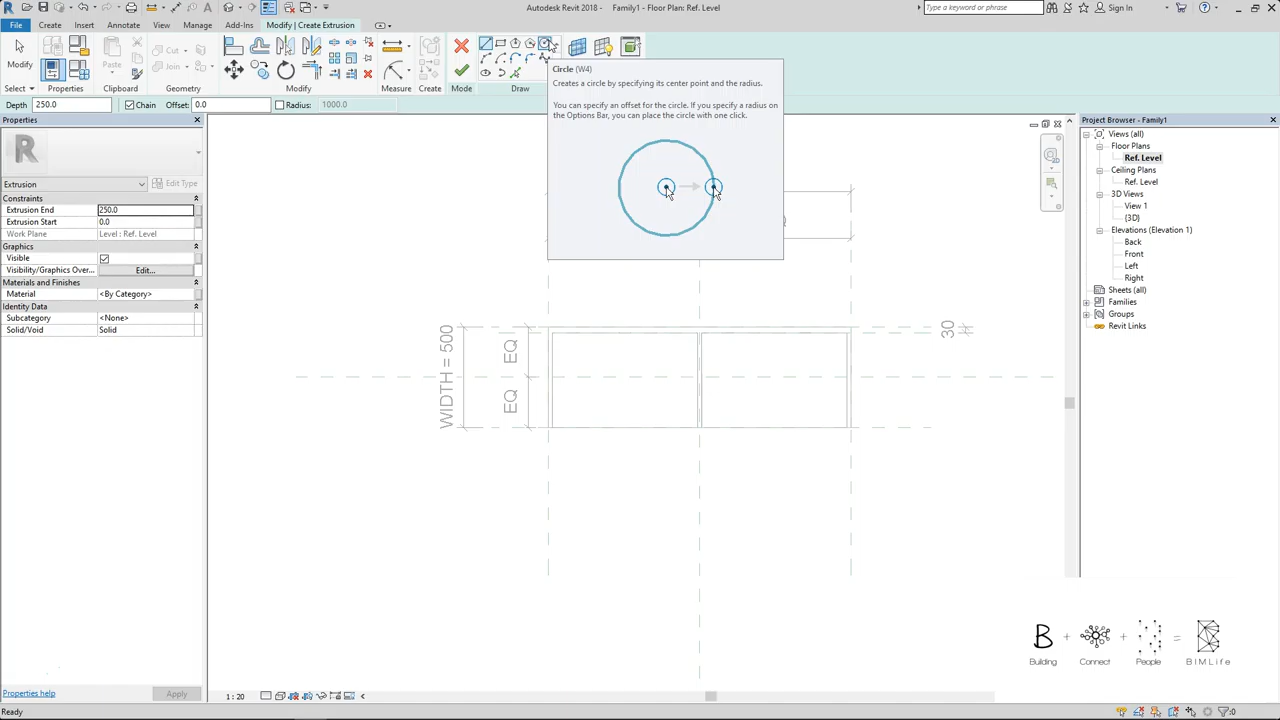 Autodesk Revit 2018 - Family1 - Floor Plan: Ref. Level
Type a keyword or phrase
Sign In
File
Create
Insert
Annotate
View
Manage
Add-Ins
Modify | Create Extrusion
Modify
Paste
Cut
Join
Create
Select
Properties
Clipboard
Geometry
Modify
Measure
Create
Mode
Draw
Depth
250.0
Chain
Offset: 0.0
Radius:
1000.0
Properties
Extrusion
Edit Type
Constraints
Extrusion End
250.0
Extrusion Start
0.0
Work Plane
Level : Ref. Level
Graphics
Visible
Visibility/Graphics Over...
Edit...
Materials and Finishes
Material
<By Category>
Identity Data
Subcategory
<None>
Solid/Void
Solid
Properties help
Apply
Circle (W4)
Creates a circle by specifying its center point and the radius.
You can specify an offset for the circle. If you specify a radius on
the Options Bar, you can place the circle with one click.
WIDTH = 500
EQ
EQ
30
Project Browser - Family1
Views (all)
Floor Plans
Ref. Level
Ceiling Plans
Ref. Level
3D Views
View 1
{3D}
Elevations (Elevation 1)
Back
Front
Left
Right
Sheets (all)
Families
Groups
Revit Links
B + + =
Building
Connect
People
BIMLife
1 : 20
Ready
:0